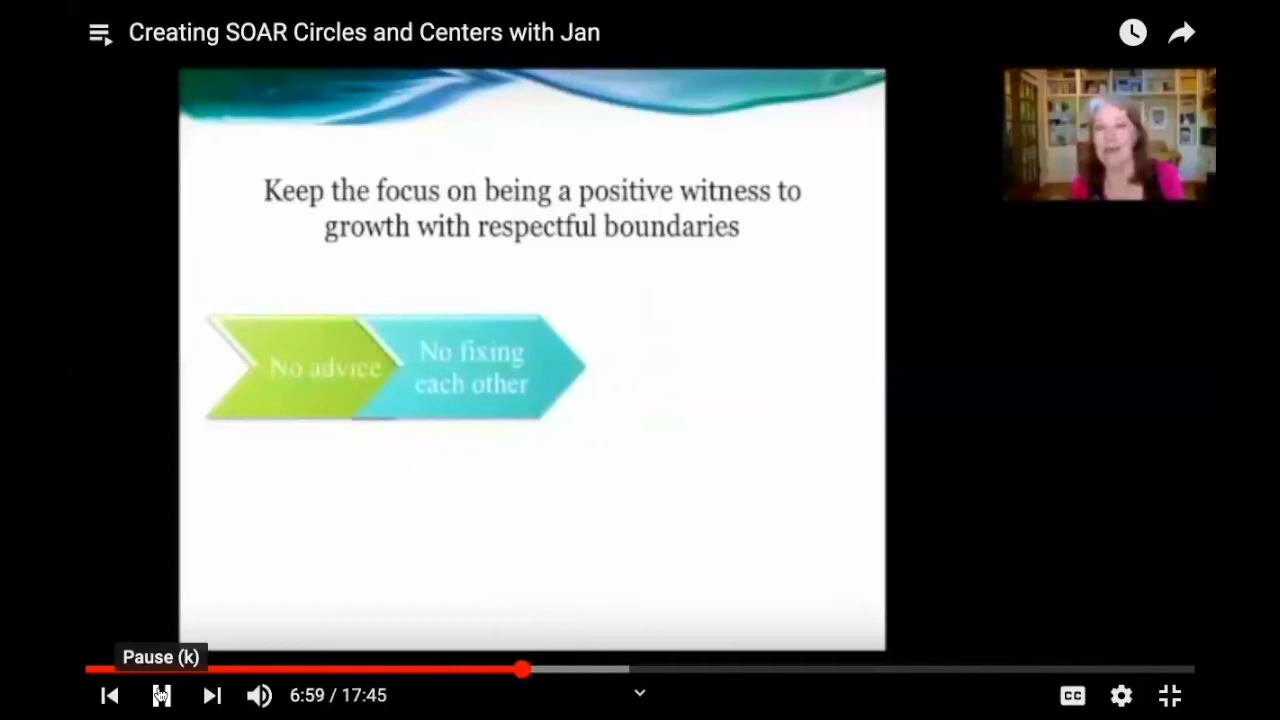 Creating SOAR Circles and Centers with Jan
Keep the focus on being a positive witness to
growth with respectful boundaries
No advice
No fixing
each other
Pause (k)
6:59 / 17:45
CC